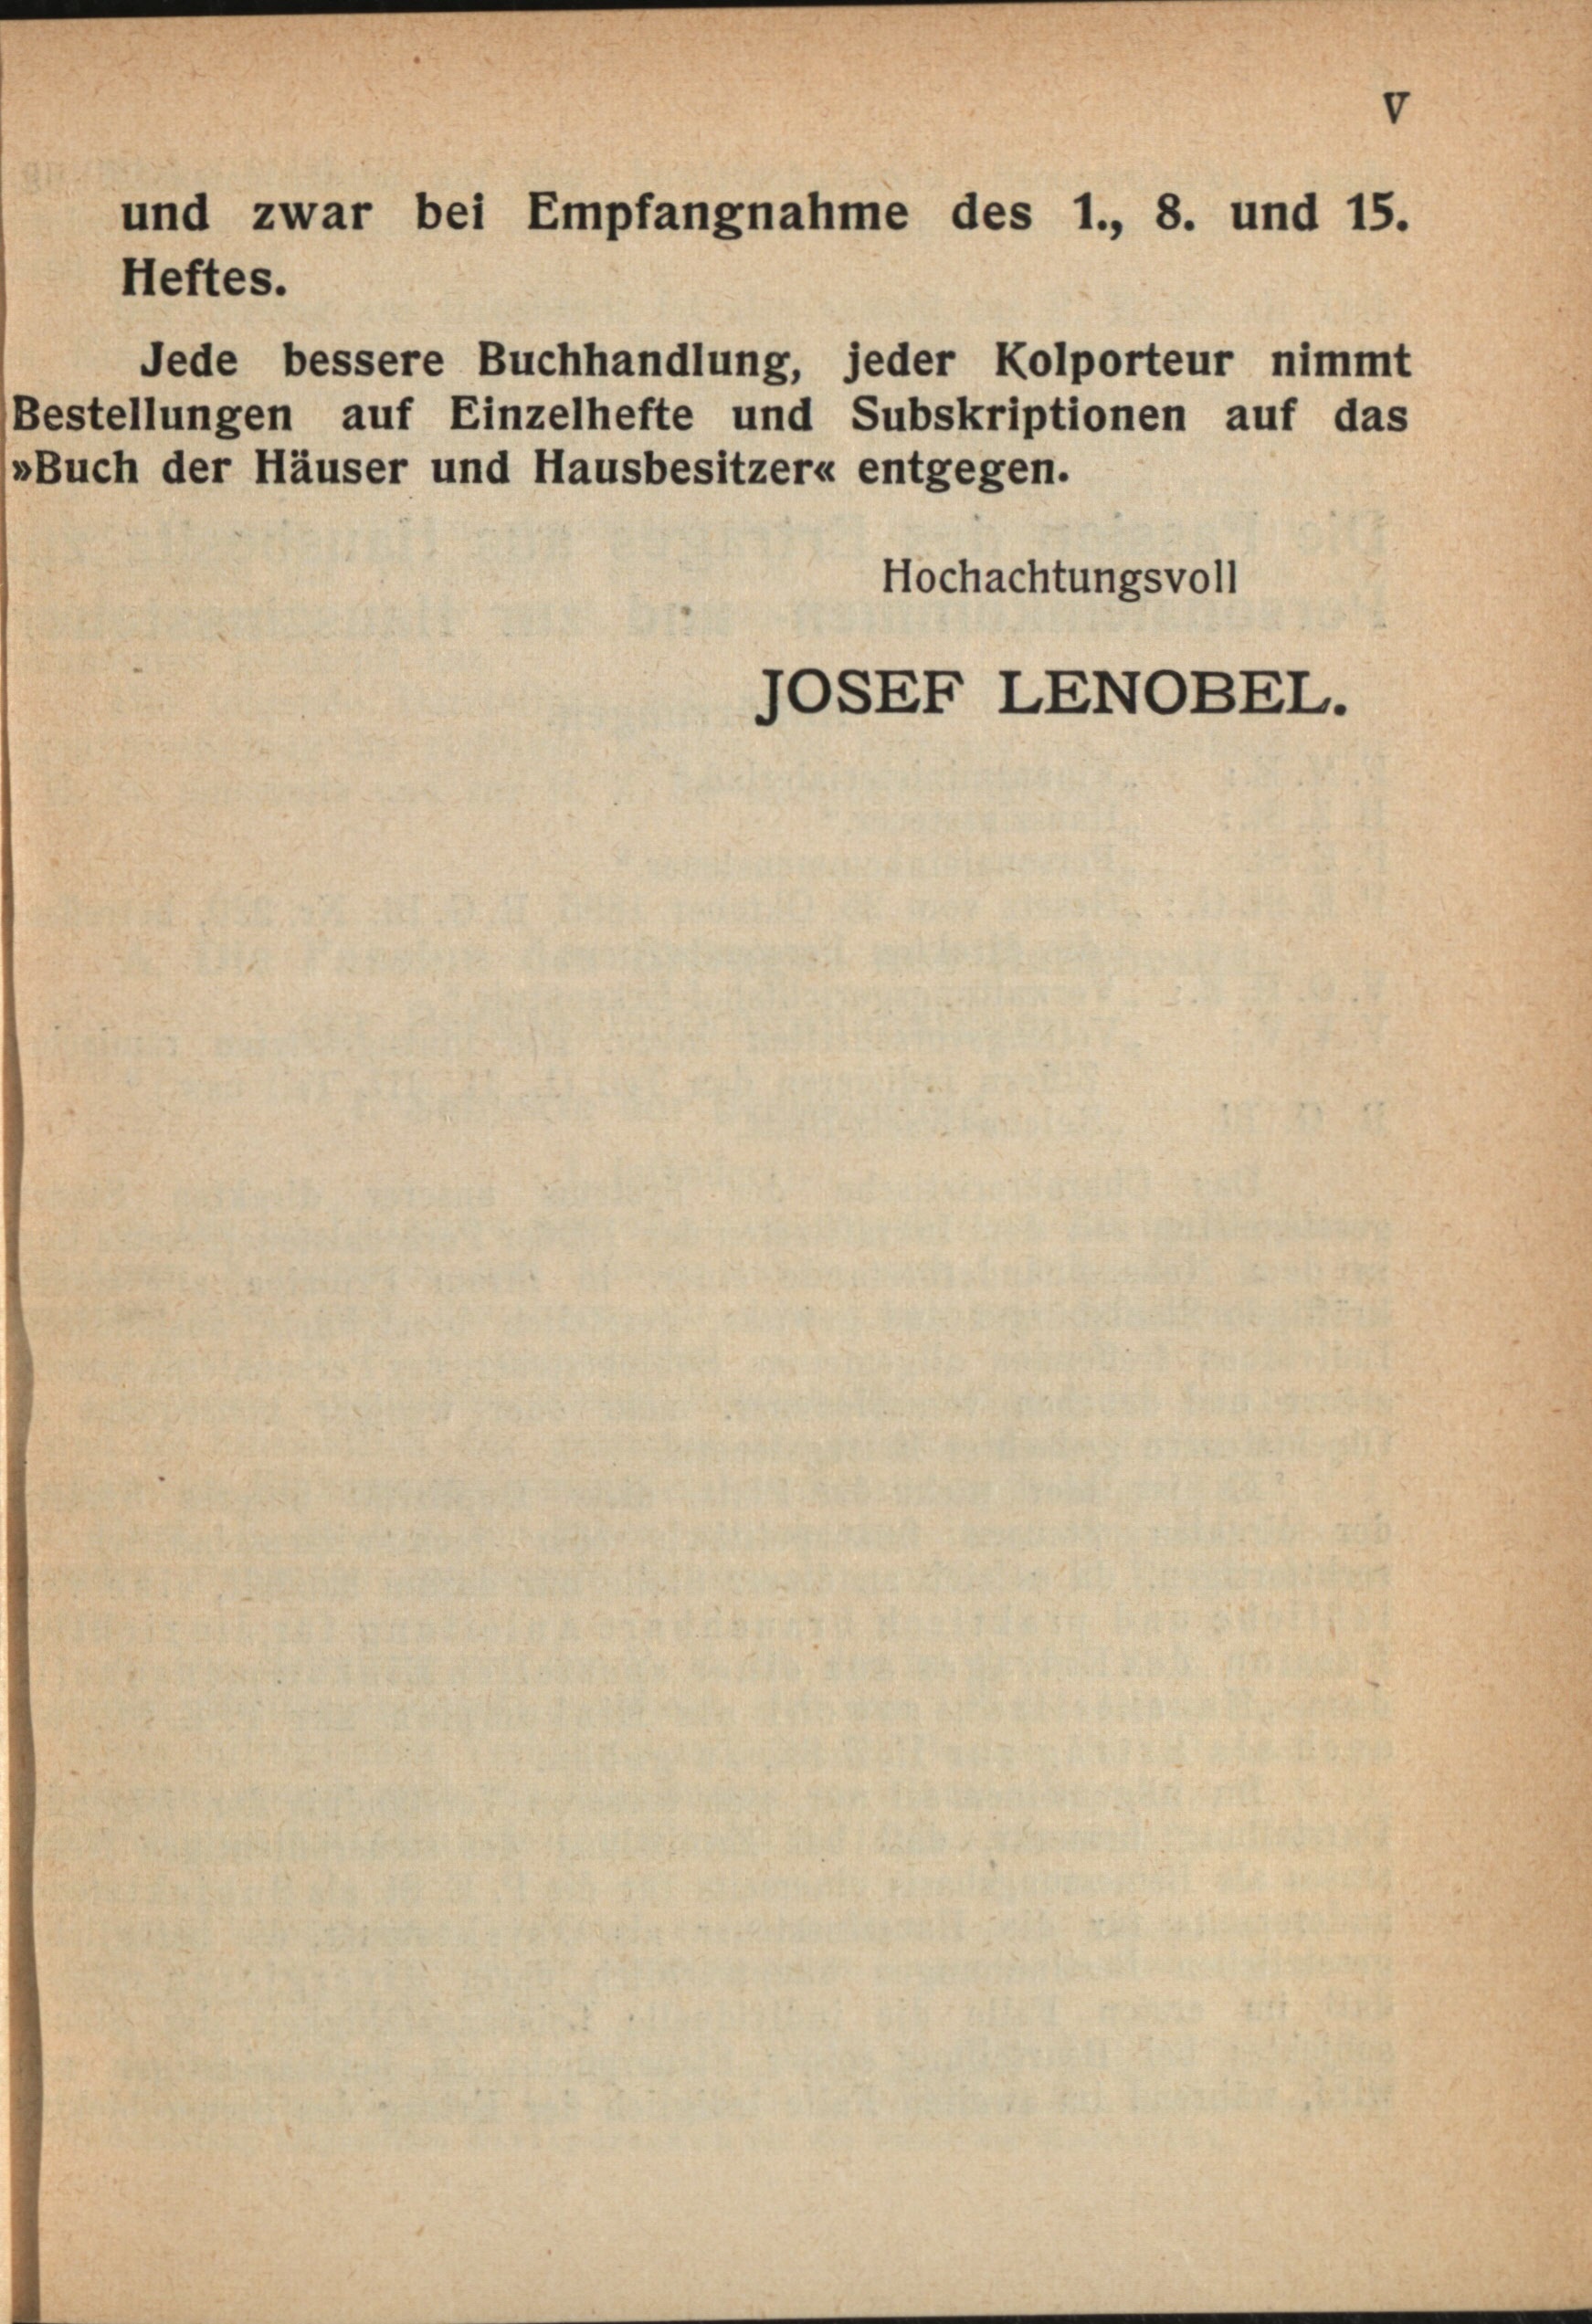 V
und zwar bei Empfangnahme des 1., 8. und 15.
Heftes.
Jede bessere Buchhandlung, jeder Kolporteur nimmt
Bestellungen auf Einzelhefte und Subskriptionen auf das
»Buch der Häuser und Hausbesitzer« entgegen.
Hochachtungsvoll
JOSEF LENOBEL.